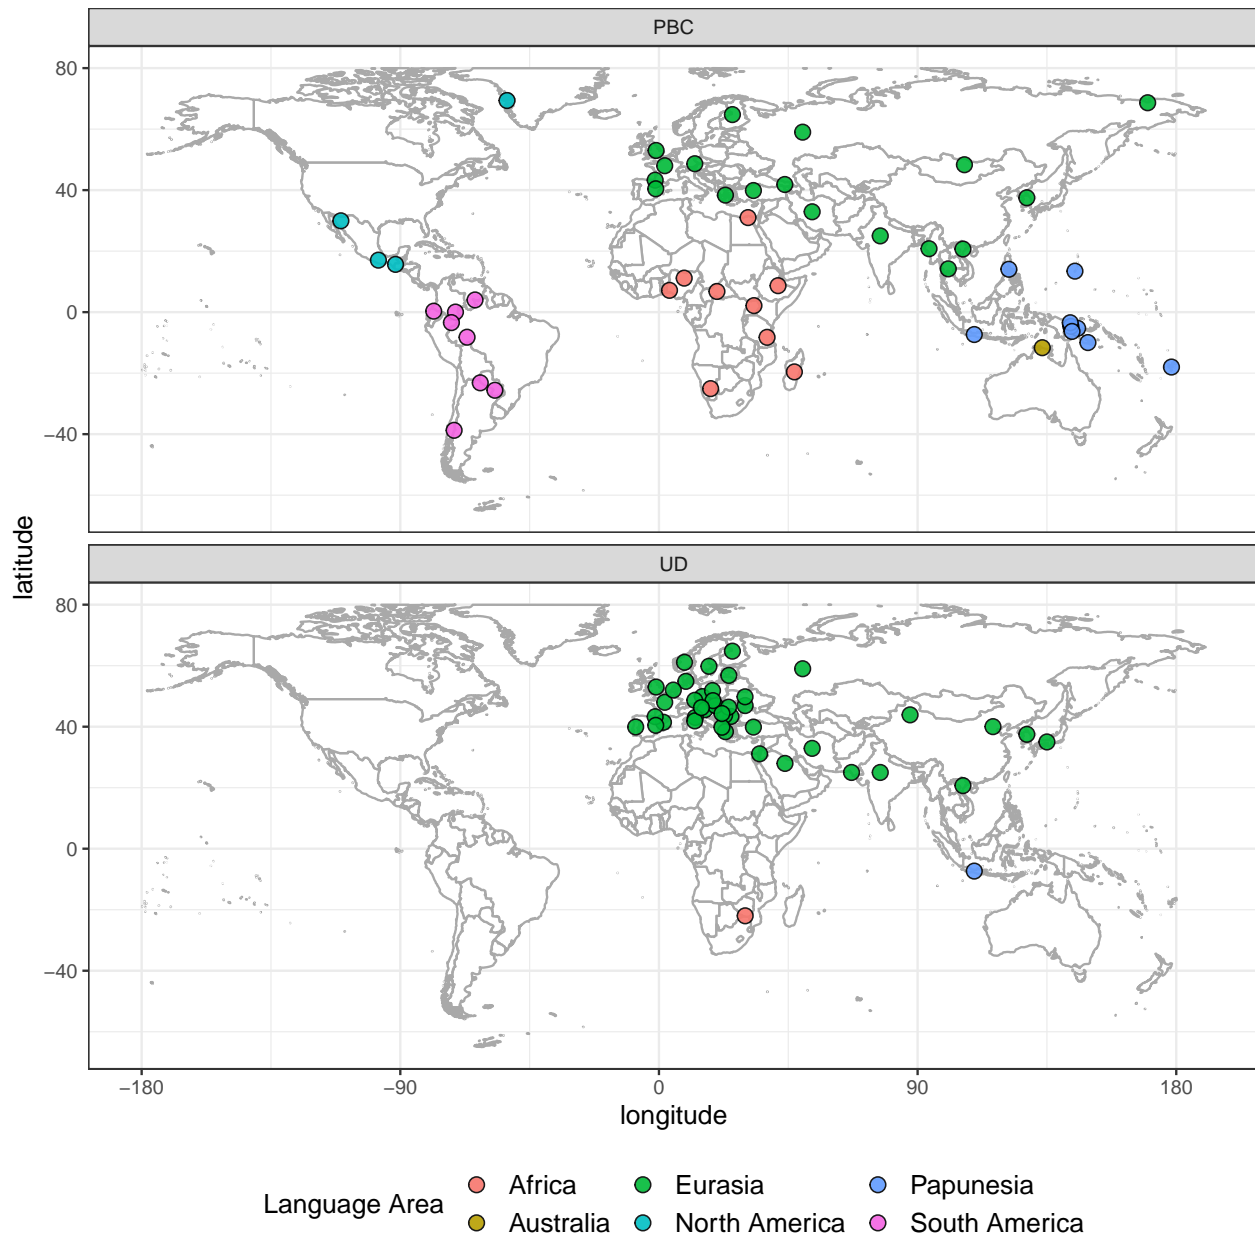 PBC
80
40
0
−40
latitude
UD
80
40
0
−40
−180 −90 0 90 180
longitude
Language Area
Africa Eurasia Papunesia
Australia North America South America